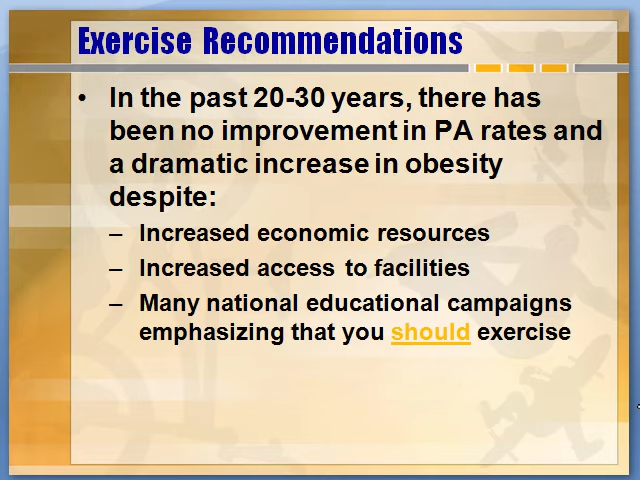 Exercise Recommendations
• In the past 20-30 years, there has
been no improvement in PA rates and
a dramatic increase in obesity
despite:
– Increased economic resources
– Increased access to facilities
– Many national educational campaigns
emphasizing that you should exercise